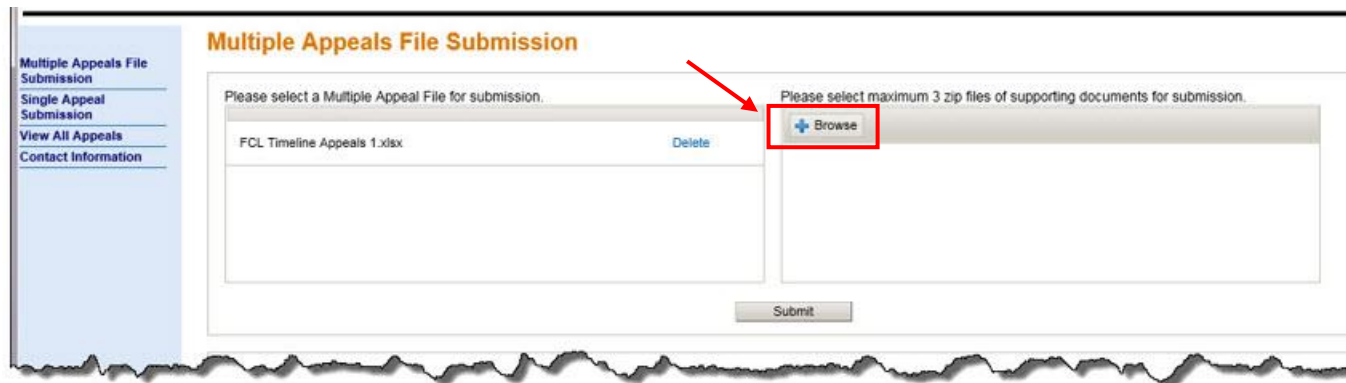 Multiple Appeals File Submission
Multiple Appeals File
Submission
Single Appeal
Submission
View All Appeals
Contact Information
Please select a Multiple Appeal File for submission.
FCL Timeline Appeals 1.xlsx Delete
Please select maximum 3 zip files of supporting documents for submission.
Browse
Submit